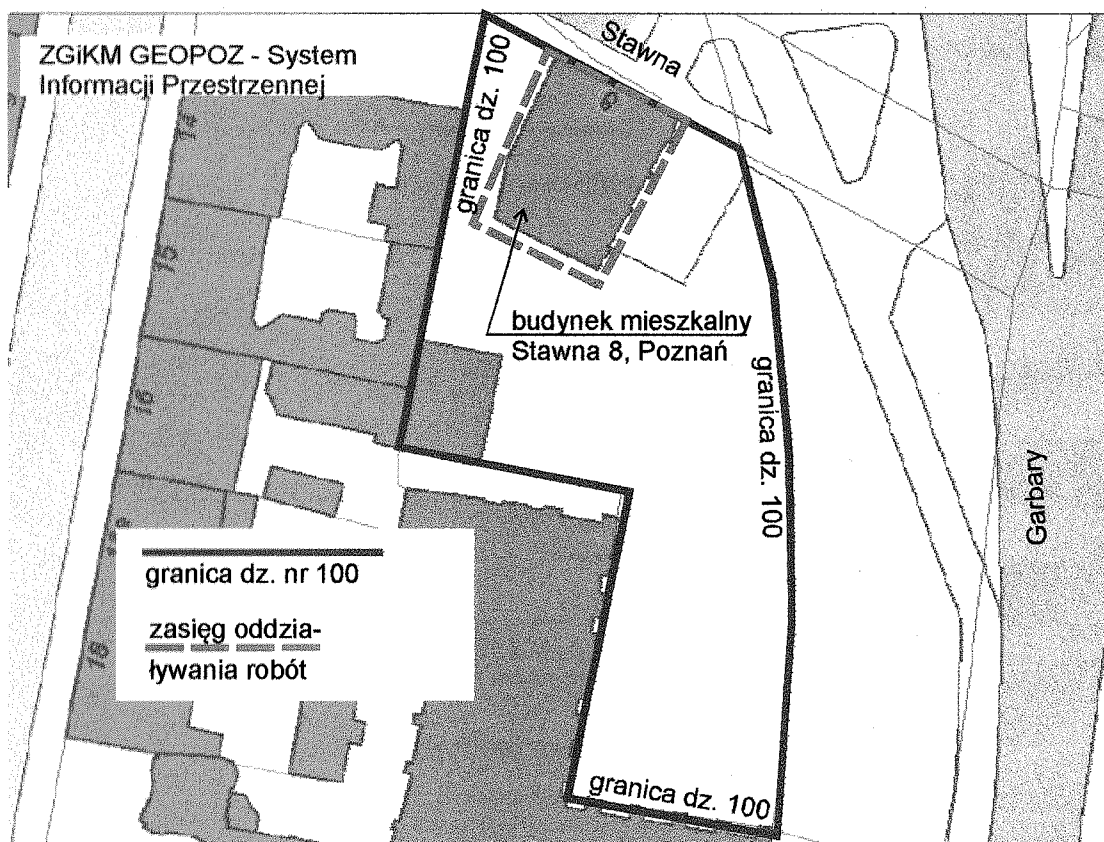 ZGiKM GEOPOZ - System
Informacji Przestrzennej
granica dz. 100
Stawna
14
15
16
18
budynek mieszkalny
Stawna 8, Poznań
granica dz. 100
Garbary
granica dz. nr 100
zasięg oddzia-
ływania robót
granica dz. 100